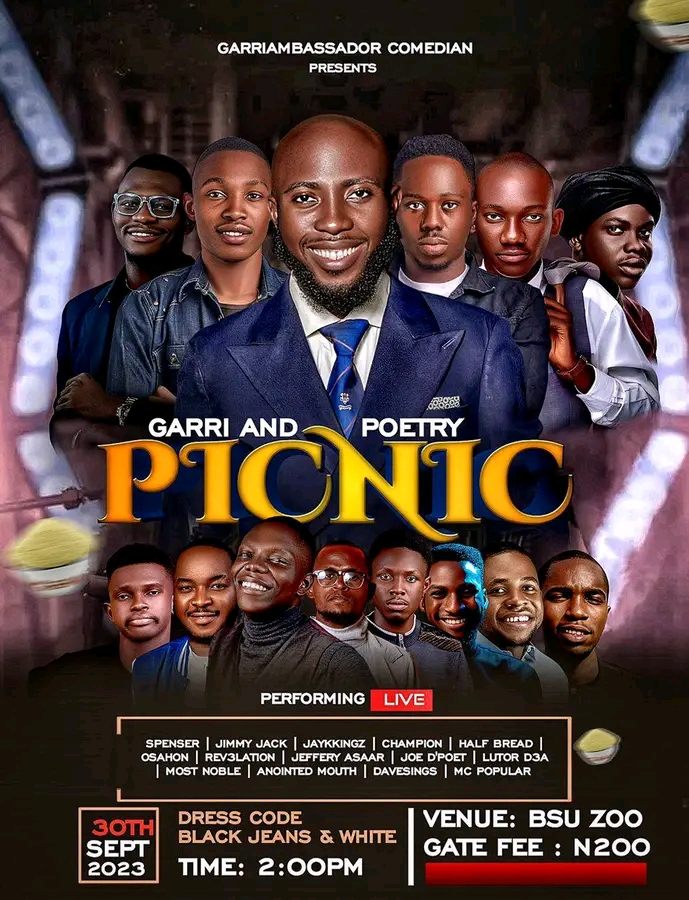 GARRIAMBASSADOR COMEDIAN
PRESENTS
GARRI AND POETRY
PICNIC
PERFORMING LIVE
SPENSER | JIMMY JACK | JAYKKINGZ | CHAMPION | HALF BREAD |
OSAHON | REV3LATION | JEFFERY ASAAR | JOE D'POET | LUTOR D3A
| MOST NOBLE | ANOINTED MOUTH | DAVESINGS | MC POPULAR
30TH
SEPT
2023
DRESS CODE
BLACK JEANS & WHITE
TIME: 2:00PM
VENUE: BSU ZOO
GATE FEE : N200